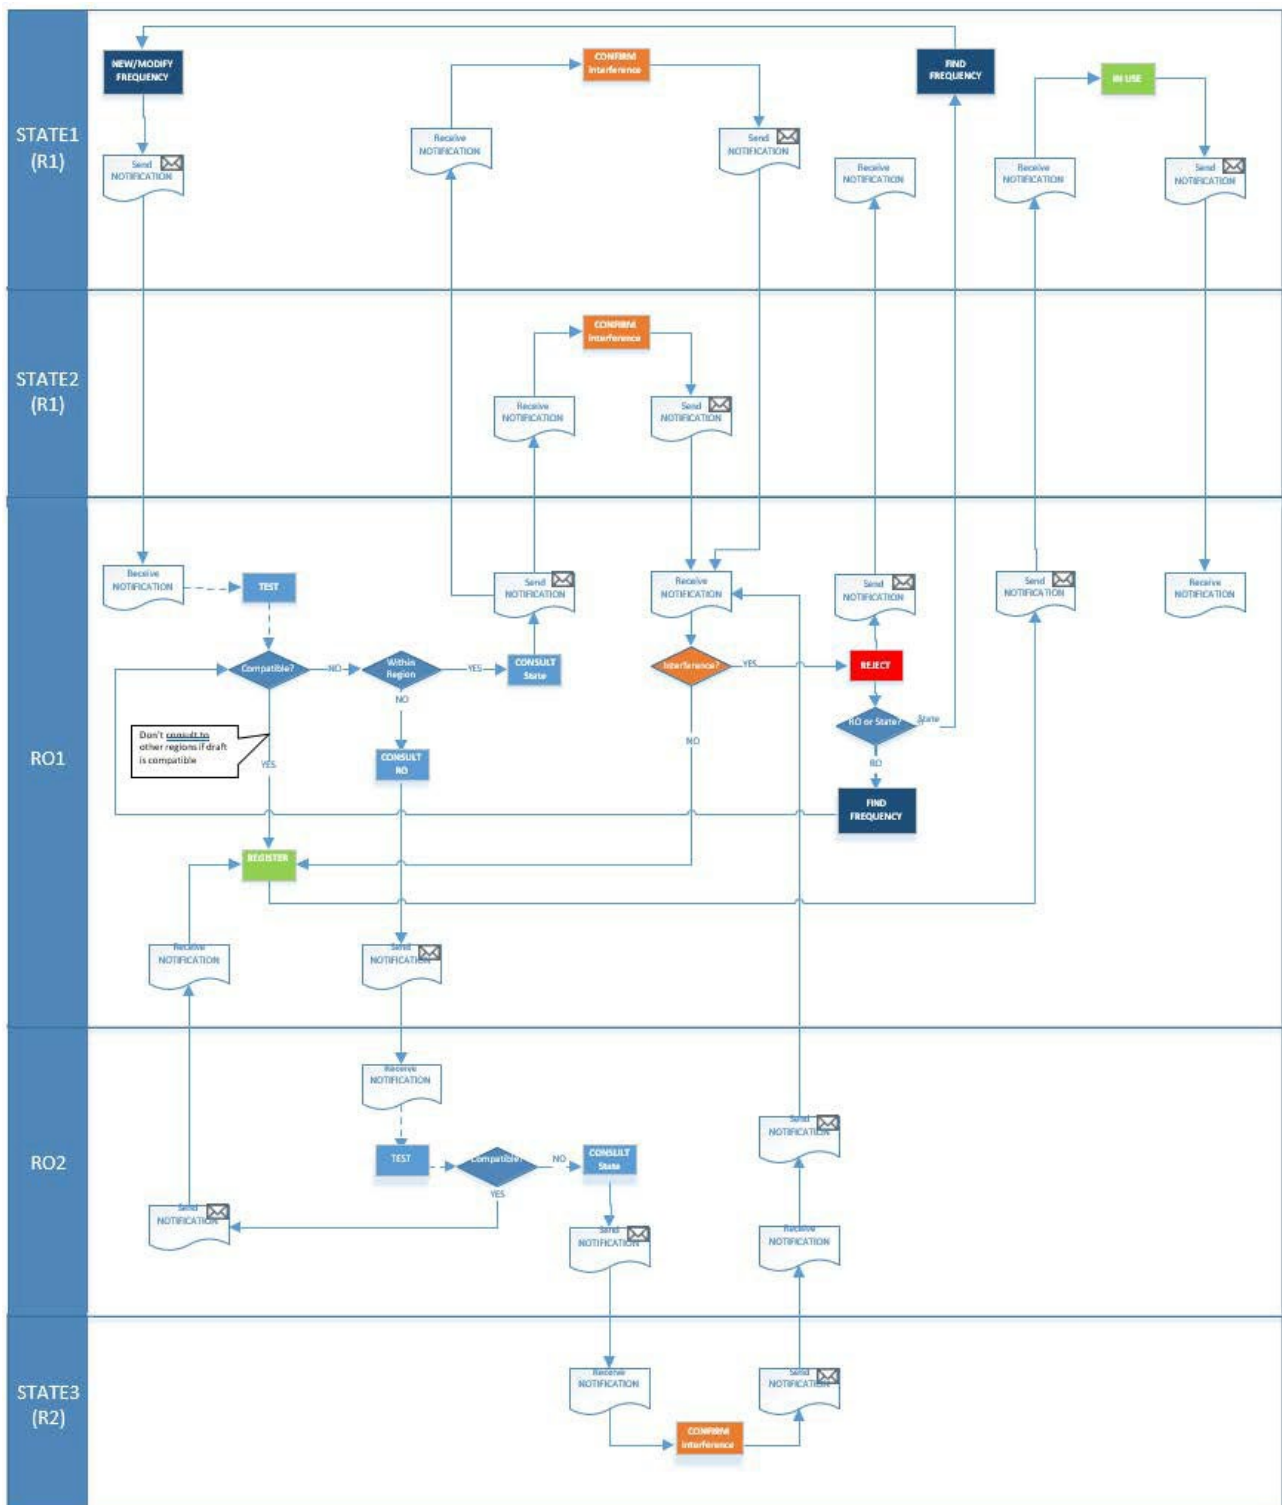 STATE1
(R1)
NEW/MODIFY
FREQUENCY
Send
NOTIFICATION
Receive
NOTIFICATION
CONFIRM
Interference
Send
NOTIFICATION
Receive
NOTIFICATION
FIND
FREQUENCY
Receive
NOTIFICATION
IN USE
Send
NOTIFICATION
STATE2
(R1)
Receive
NOTIFICATION
CONFIRM
Interference
Send
NOTIFICATION
RO1
Receive
NOTIFICATION
TEST
Compatible?
NO
Within
Region
YES
CONSULT
State
Send
NOTIFICATION
Receive
NOTIFICATION
Interference?
YES
REJECT
Send
NOTIFICATION
Send
NOTIFICATION
Receive
NOTIFICATION
NO
CONSULT
RO
Don't consult to
other regions if draft
is compatible
YES
NO
RO or State?
State
RO
FIND
FREQUENCY
REGISTER
Receive
NOTIFICATION
Send
NOTIFICATION
RO2
Receive
NOTIFICATION
TEST
Compatible?
NO
CONSULT
State
YES
Send
NOTIFICATION
Send
NOTIFICATION
Send
NOTIFICATION
Receive
NOTIFICATION
STATE3
(R2)
Receive
NOTIFICATION
CONFIRM
Interference
Send
NOTIFICATION